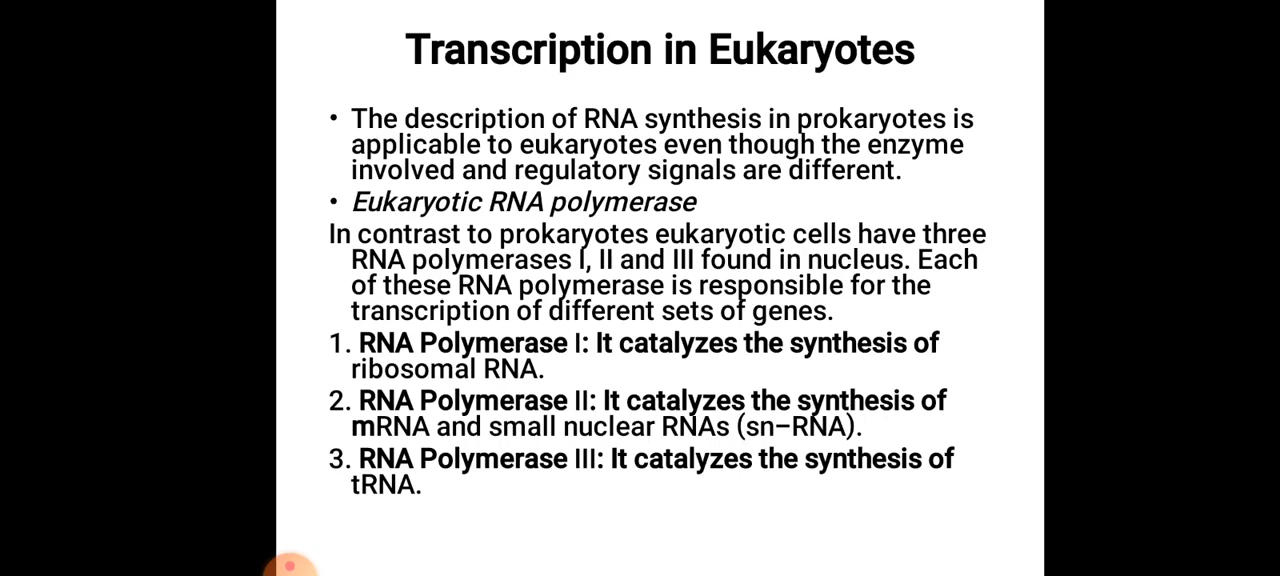 Transcription in Eukaryotes
• The description of RNA synthesis in prokaryotes is
applicable to eukaryotes even though the enzyme
involved and regulatory signals are different.
• Eukaryotic RNA polymerase
In contrast to prokaryotes eukaryotic cells have three
RNA polymerases I, II and III found in nucleus. Each
of these RNA polymerase is responsible for the
transcription of different sets of genes.
1. RNA Polymerase I: It catalyzes the synthesis of
ribosomal RNA.
2. RNA Polymerase II: It catalyzes the synthesis of
mRNA and small nuclear RNAs (sn–RNA).
3. RNA Polymerase III: It catalyzes the synthesis of
tRNA.